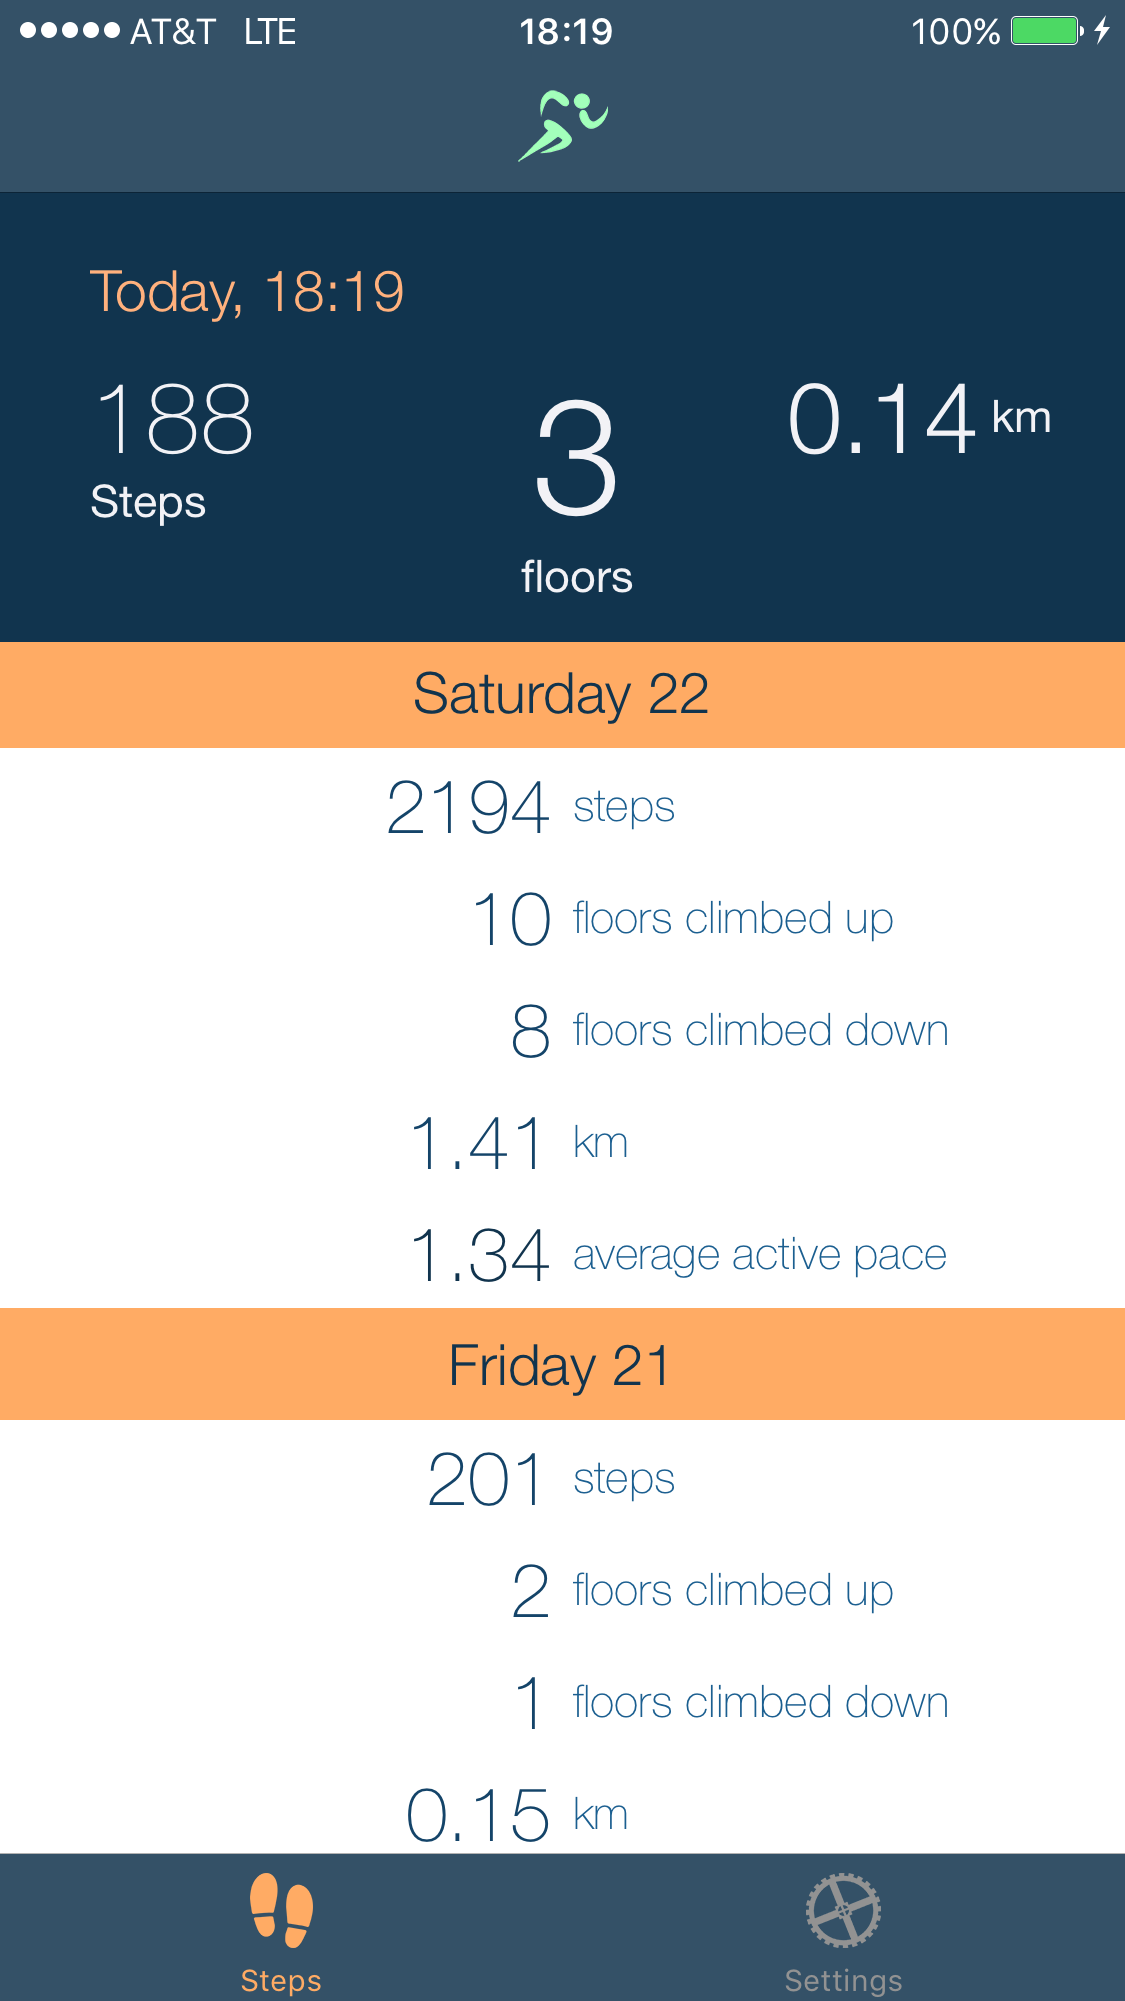 AT&T LTE 18:19 100%
Today, 18:19
188 3 0.14 km
Steps floors
Saturday 22
2194 steps
10 floors climbed up
8 floors climbed down
1.41 km
1.34 average active pace
Friday 21
201 steps
2 floors climbed up
1 floors climbed down
0.15 km
Steps Settings